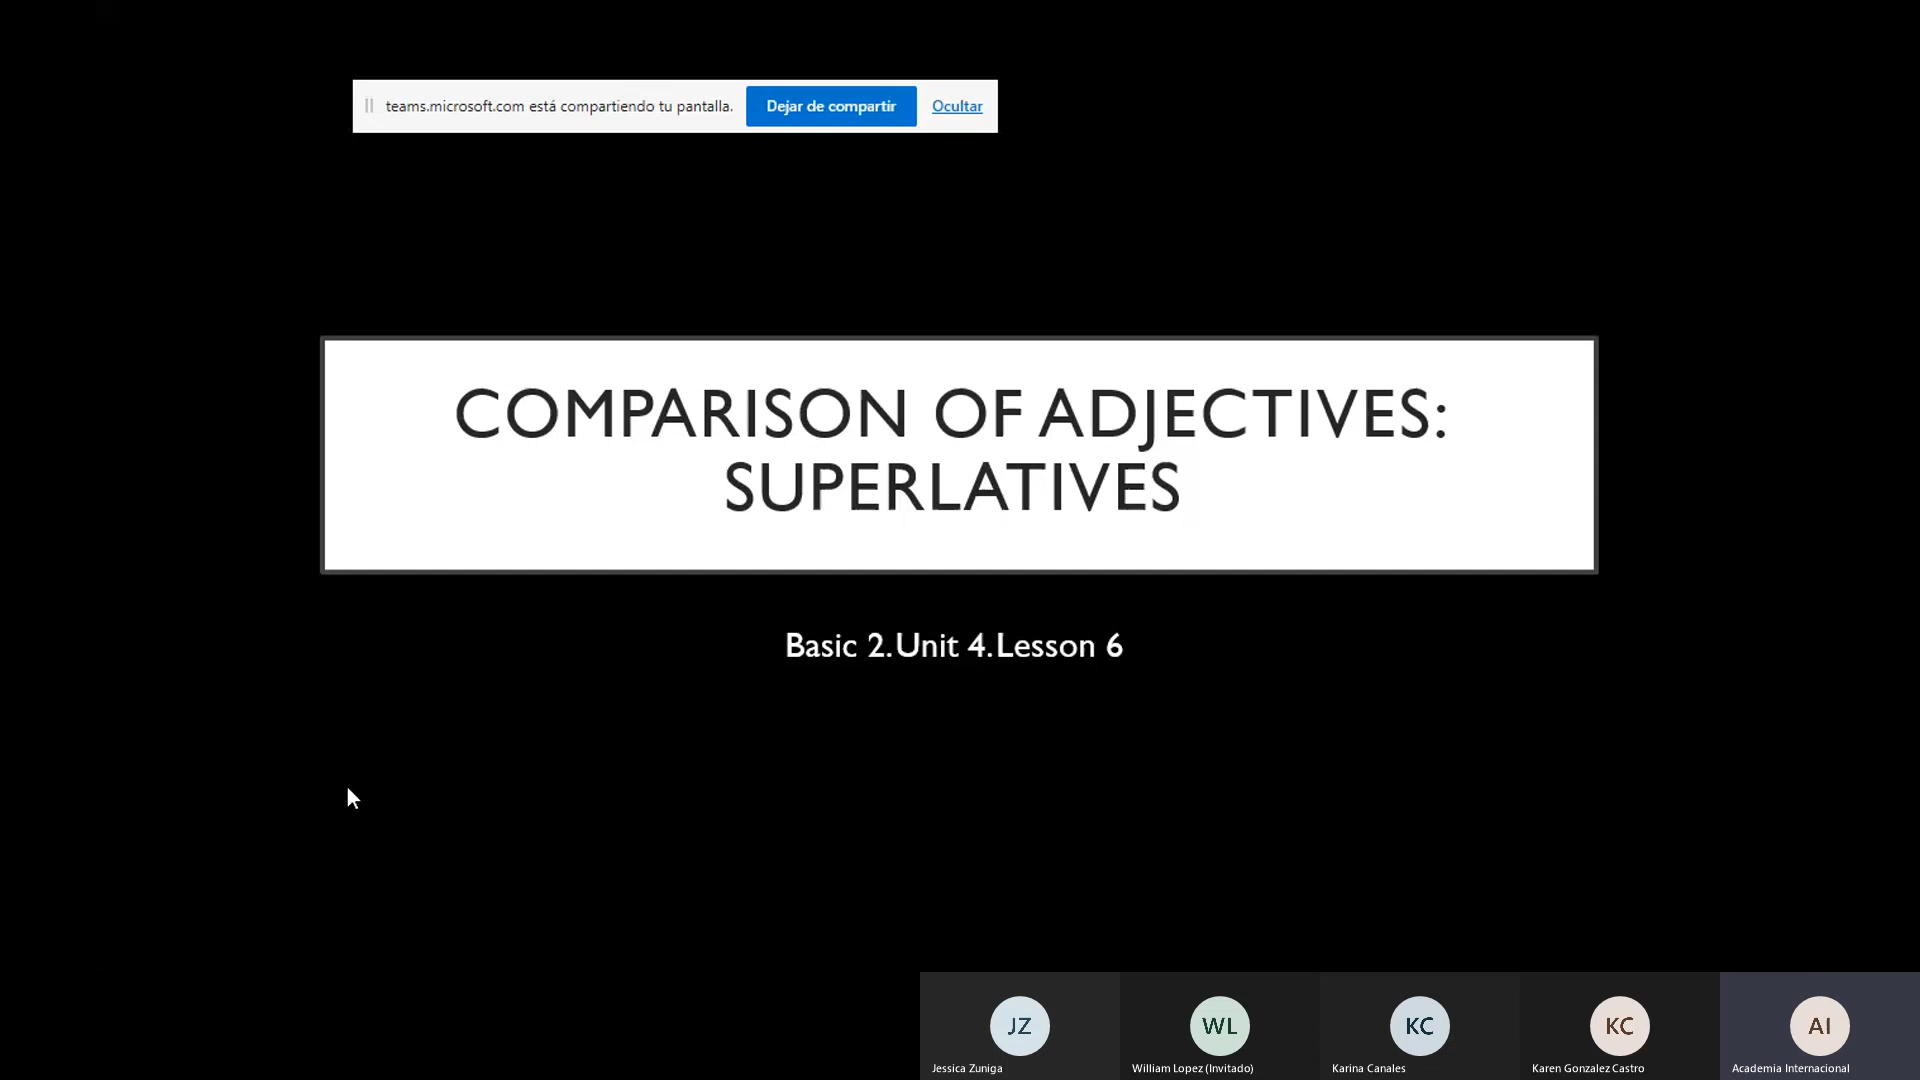 teams.microsoft.com está compartiendo tu pantalla. Dejar de compartir Ocultar
COMPARISON OF ADJECTIVES:
SUPERLATIVES
Basic 2. Unit 4. Lesson 6
JZ WL KC KC AI
Jessica Zuniga William Lopez (Invitado) Karina Canales Karen Gonzalez Castro Academia Internacional